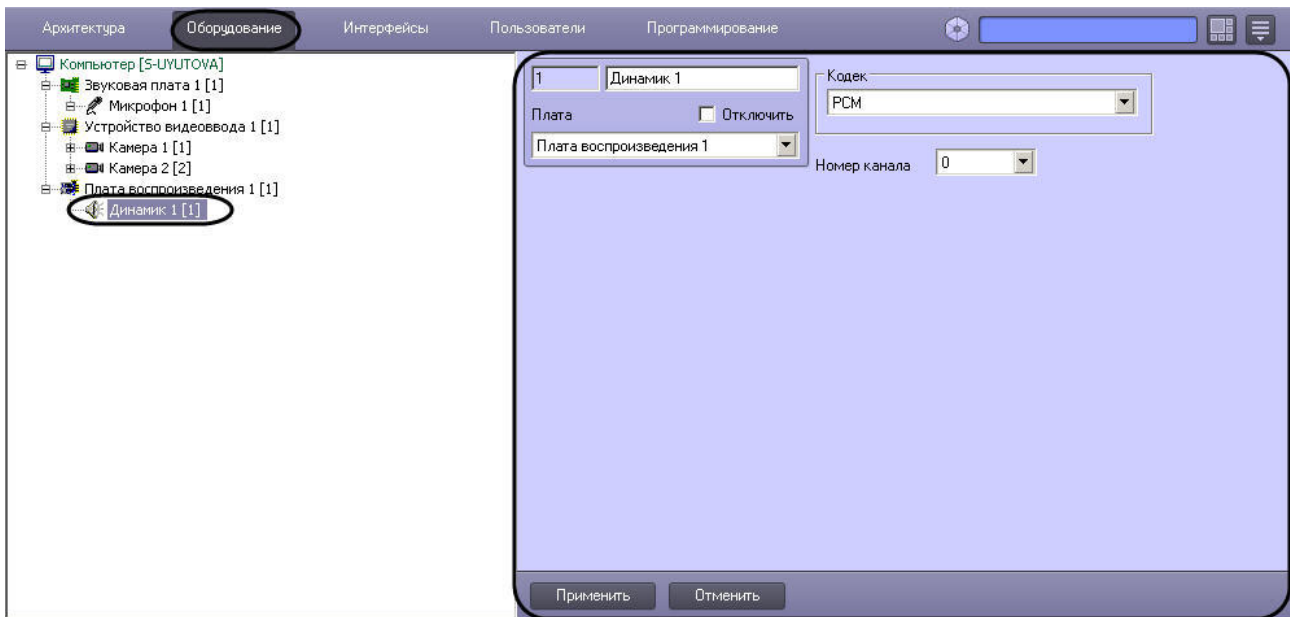 Архитектура Оборудование Интерфейсы Пользователи Программирование
Компьютер [S-UYUTOVA]
Звуковая плата 1 [1]
Микрофон 1 [1]
Устройство видеоввода 1 [1]
Камера 1 [1]
Камера 2 [2]
Плата воспроизведения 1 [1]
Динамик 1 [1]
1 Динамик 1
Плата Отключить
Плата воспроизведения 1
Кодек
PCM
Номер канала 0
Применить Отменить